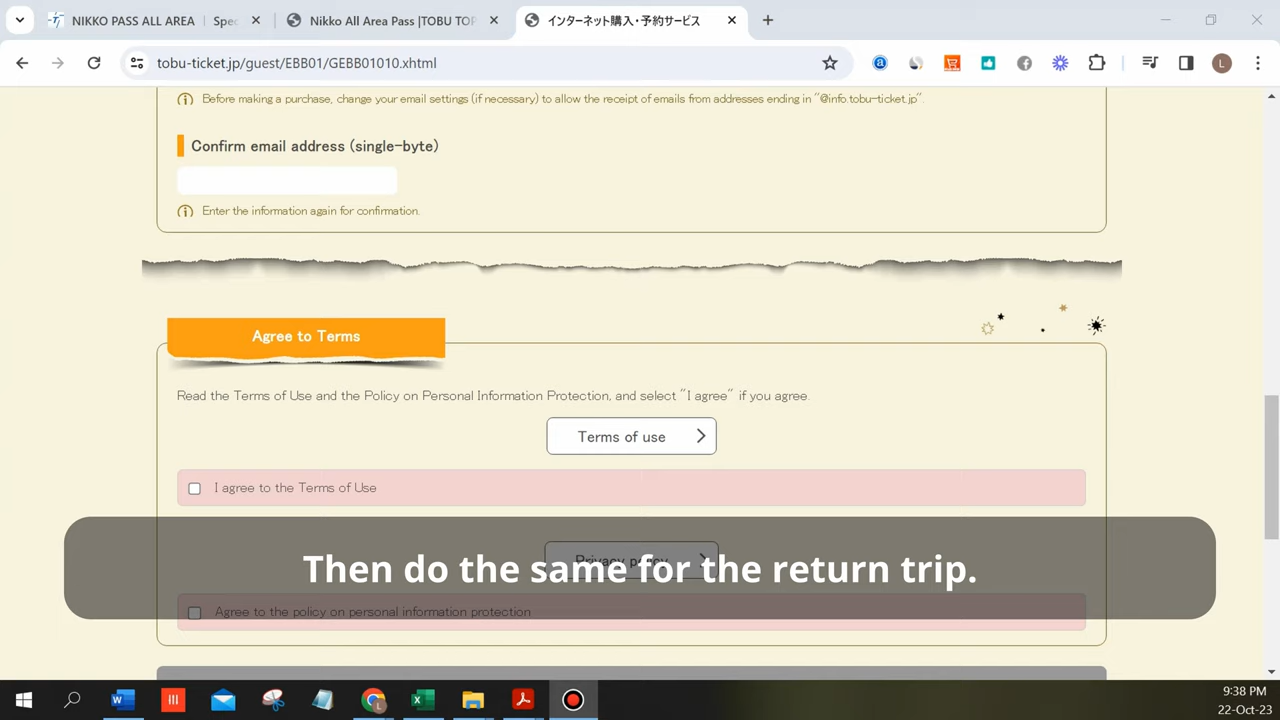 NIKKO PASS ALL AREA | Spec
Nikko All Area Pass |TOBU TOP
インターネット購入・予約サービス
tobu-ticket.jp/guest/EBB01/GEBB01010.xhtml
L
Before making a purchase, change your email settings (if necessary) to allow the receipt of emails from addresses ending in "@info.tobu-ticket.jp".
Confirm email address (single-byte)
Enter the information again for confirmation.
Agree to Terms
Read the Terms of Use and the Policy on Personal Information Protection, and select "I agree" if you agree.
Terms of use
I agree to the Terms of Use
Privacy policy
Then do the same for the return trip.
Agree to the policy on personal information protection
9:38 PM
22-Oct-23